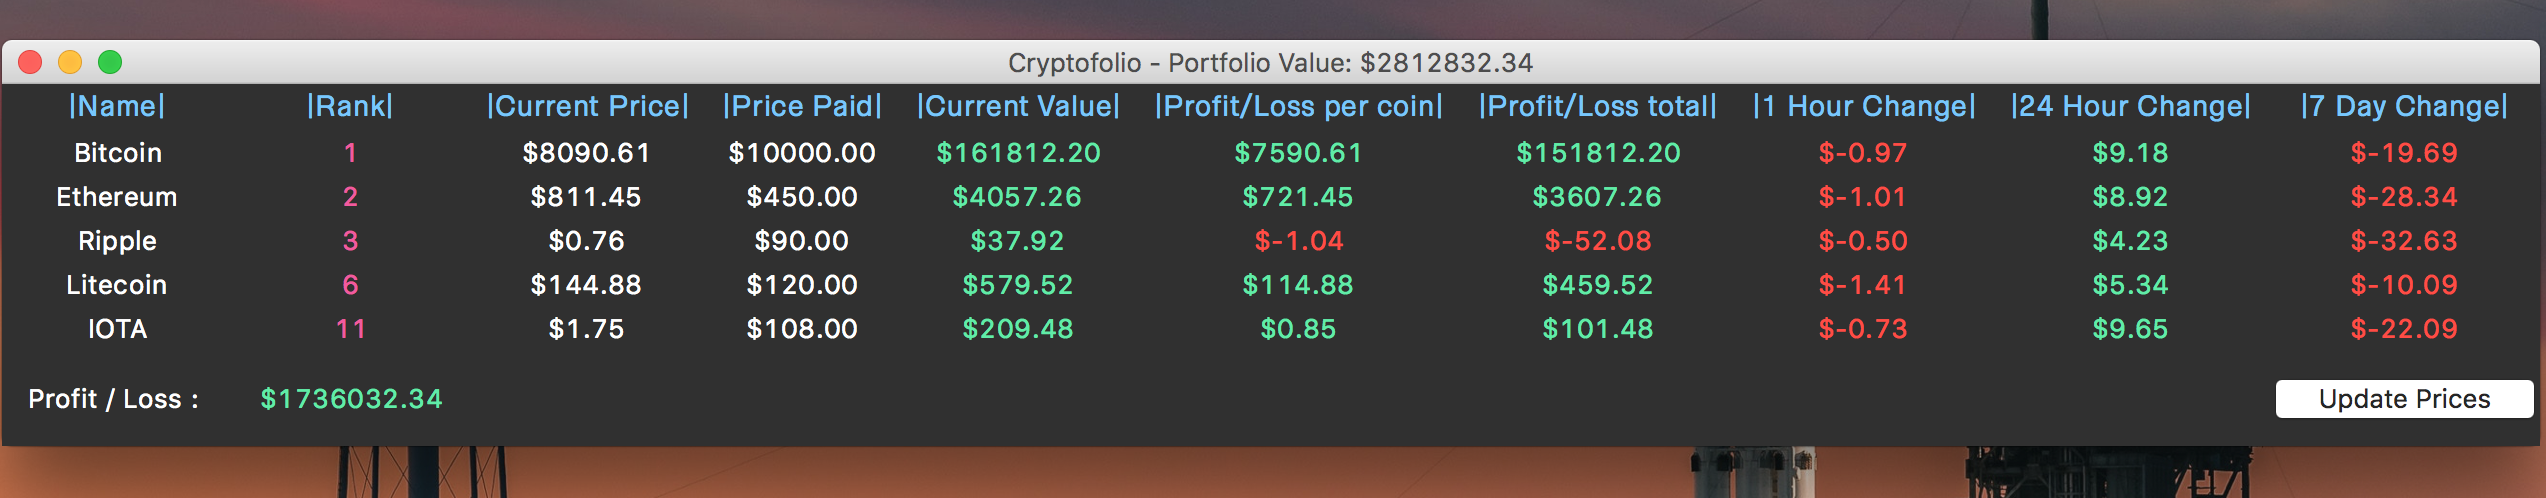 Cryptofolio - Portfolio Value: $2812832.34
|Name| |Rank| |Current Price| |Price Paid| |Current Value| |Profit/Loss per coin| |Profit/Loss total| |1 Hour Change| |24 Hour Change| |7 Day Change|
Bitcoin 1 $8090.61 $10000.00 $161812.20 $7590.61 $151812.20 $-0.97 $9.18 $-19.69
Ethereum 2 $811.45 $450.00 $4057.26 $721.45 $3607.26 $-1.01 $8.92 $-28.34
Ripple 3 $0.76 $90.00 $37.92 $-1.04 $-52.08 $-0.50 $4.23 $-32.63
Litecoin 6 $144.88 $120.00 $579.52 $114.88 $459.52 $-1.41 $5.34 $-10.09
IOTA 11 $1.75 $108.00 $209.48 $0.85 $101.48 $-0.73 $9.65 $-22.09
Profit / Loss : $1736032.34 Update Prices